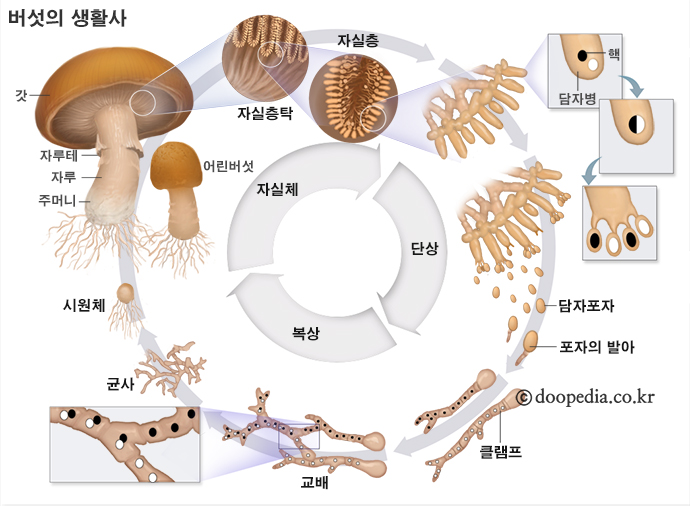 버섯의 생활사
자실층
핵
갓
담자병
자실층탁
자루테
어린버섯
자루
자실체
주머니
단상
시원체
담자포자
복상
포자의 발아
균사
© doopedia.co.kr
클램프
교배